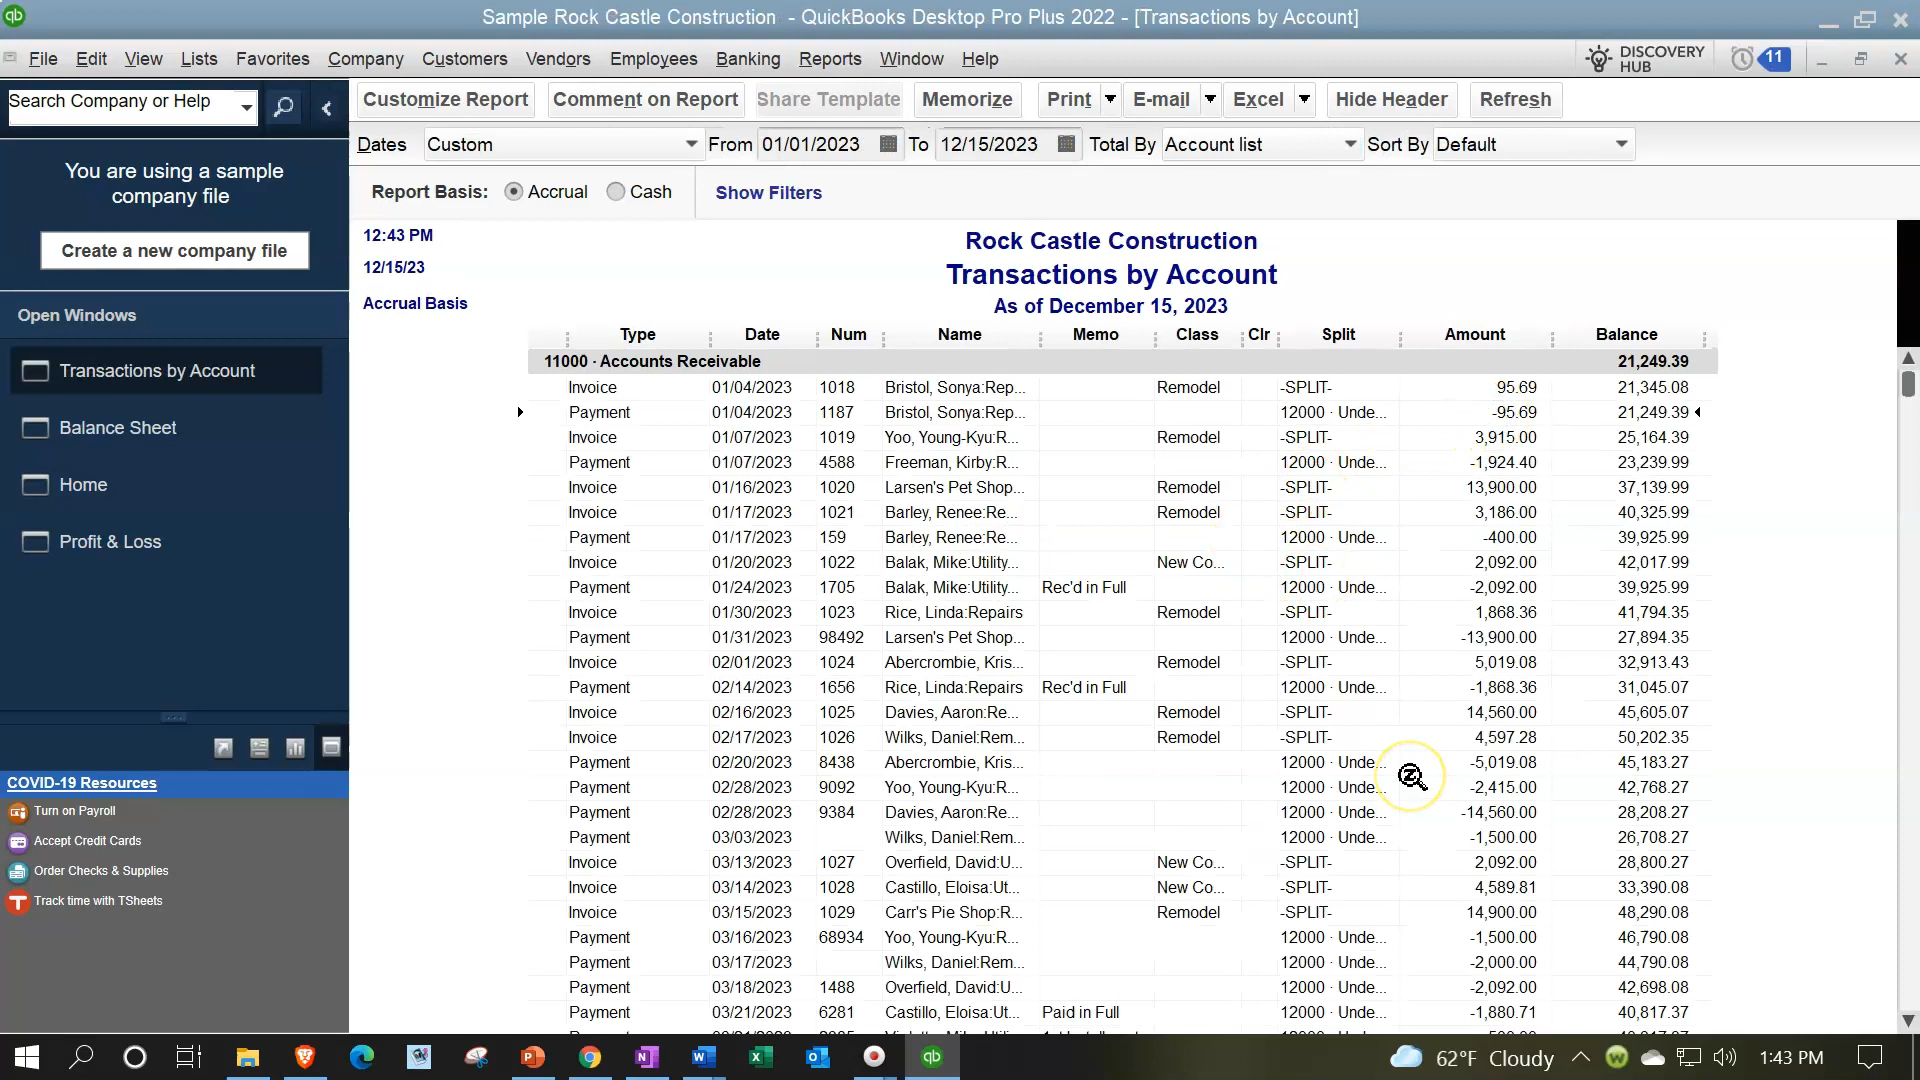 qb Sample Rock Castle Construction - QuickBooks Desktop Pro Plus 2022 - [Transactions by Account]
File Edit View Lists Favorites Company Customers Vendors Employees Banking Reports Window Help DISCOVERY HUB 11
Search Company or Help Customize Report Comment on Report Share Template Memorize Print E-mail Excel Hide Header Refresh
Dates Custom From 01/01/2023 To 12/15/2023 Total By Account list Sort By Default
Report Basis: Accrual Cash Show Filters
You are using a sample
company file
Create a new company file
Open Windows
Transactions by Account
Balance Sheet
Home
Profit & Loss
COVID-19 Resources
Turn on Payroll
Accept Credit Cards
Order Checks & Supplies
Track time with TSheets
12:43 PM
12/15/23
Accrual Basis
Rock Castle Construction
Transactions by Account
As of December 15, 2023
Type Date Num Name Memo Class Clr Split Amount Balance
11000 · Accounts Receivable 21,249.39
Invoice 01/04/2023 1018 Bristol, Sonya:Rep... Remodel -SPLIT- 95.69 21,345.08
Payment 01/04/2023 1187 Bristol, Sonya:Rep... 12000 · Unde... -95.69 21,249.39
Invoice 01/07/2023 1019 Yoo, Young-Kyu:R... Remodel -SPLIT- 3,915.00 25,164.39
Payment 01/07/2023 4588 Freeman, Kirby:R... 12000 · Unde... -1,924.40 23,239.99
Invoice 01/16/2023 1020 Larsen's Pet Shop... Remodel -SPLIT- 13,900.00 37,139.99
Invoice 01/17/2023 1021 Barley, Renee:Re... Remodel -SPLIT- 3,186.00 40,325.99
Payment 01/17/2023 159 Barley, Renee:Re... 12000 · Unde... -400.00 39,925.99
Invoice 01/20/2023 1022 Balak, Mike:Utility... New Co... -SPLIT- 2,092.00 42,017.99
Payment 01/24/2023 1705 Balak, Mike:Utility... Rec'd in Full 12000 · Unde... -2,092.00 39,925.99
Invoice 01/30/2023 1023 Rice, Linda:Repairs Remodel -SPLIT- 1,868.36 41,794.35
Payment 01/31/2023 98492 Larsen's Pet Shop... 12000 · Unde... -13,900.00 27,894.35
Invoice 02/01/2023 1024 Abercrombie, Kris... Remodel -SPLIT- 5,019.08 32,913.43
Payment 02/14/2023 1656 Rice, Linda:Repairs Rec'd in Full 12000 · Unde... -1,868.36 31,045.07
Invoice 02/16/2023 1025 Davies, Aaron:Re... Remodel -SPLIT- 14,560.00 45,605.07
Invoice 02/17/2023 1026 Wilks, Daniel:Rem... Remodel -SPLIT- 4,597.28 50,202.35
Payment 02/20/2023 8438 Abercrombie, Kris... 12000 · Unde... -5,019.08 45,183.27
Payment 02/28/2023 9092 Yoo, Young-Kyu:R... 12000 · Unde... -2,415.00 42,768.27
Payment 02/28/2023 9384 Davies, Aaron:Re... 12000 · Unde... -14,560.00 28,208.27
Payment 03/03/2023 Wilks, Daniel:Rem... 12000 · Unde... -1,500.00 26,708.27
Invoice 03/13/2023 1027 Overfield, David:U... New Co... -SPLIT- 2,092.00 28,800.27
Invoice 03/14/2023 1028 Castillo, Eloisa:Ut... New Co... -SPLIT- 4,589.81 33,390.08
Invoice 03/15/2023 1029 Carr's Pie Shop:R... Remodel -SPLIT- 14,900.00 48,290.08
Payment 03/16/2023 68934 Yoo, Young-Kyu:R... 12000 · Unde... -1,500.00 46,790.08
Payment 03/17/2023 Wilks, Daniel:Rem... 12000 · Unde... -2,000.00 44,790.08
Payment 03/18/2023 1488 Overfield, David:U... 12000 · Unde... -2,092.00 42,698.08
Payment 03/21/2023 6281 Castillo, Eloisa:Ut... Paid in Full 12000 · Unde... -1,880.71 40,817.37
62°F Cloudy 1:43 PM